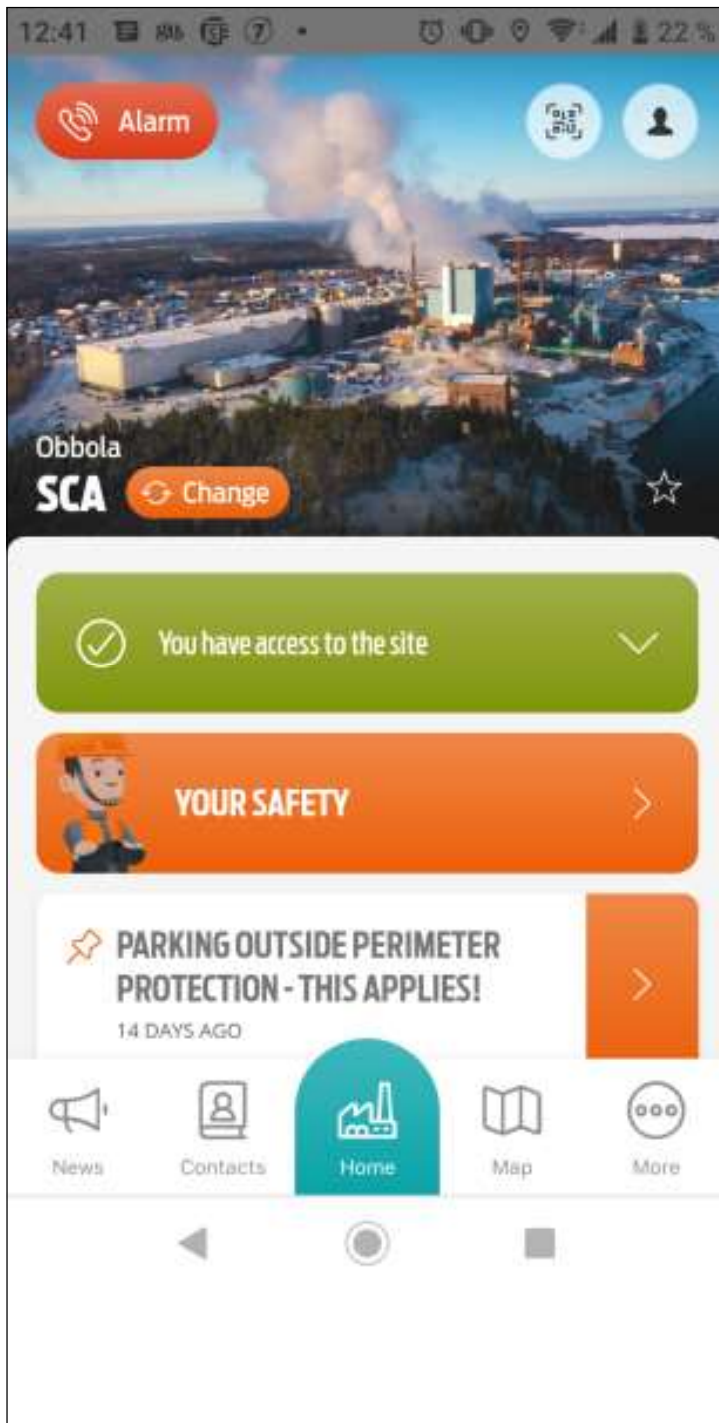 12:41
7
22 %
Alarm
Obbola
SCA
Change
You have access to the site
YOUR SAFETY
PARKING OUTSIDE PERIMETER
PROTECTION - THIS APPLIES!
14 DAYS AGO
News
Contacts
Home
Map
More